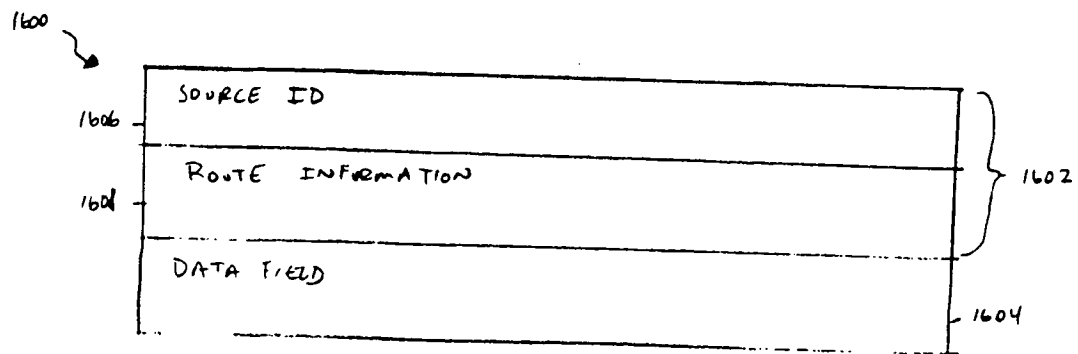 1600
SOURCE ID
1606
ROUTE INFORMATION
1602
1608
DATA FIELD
1604